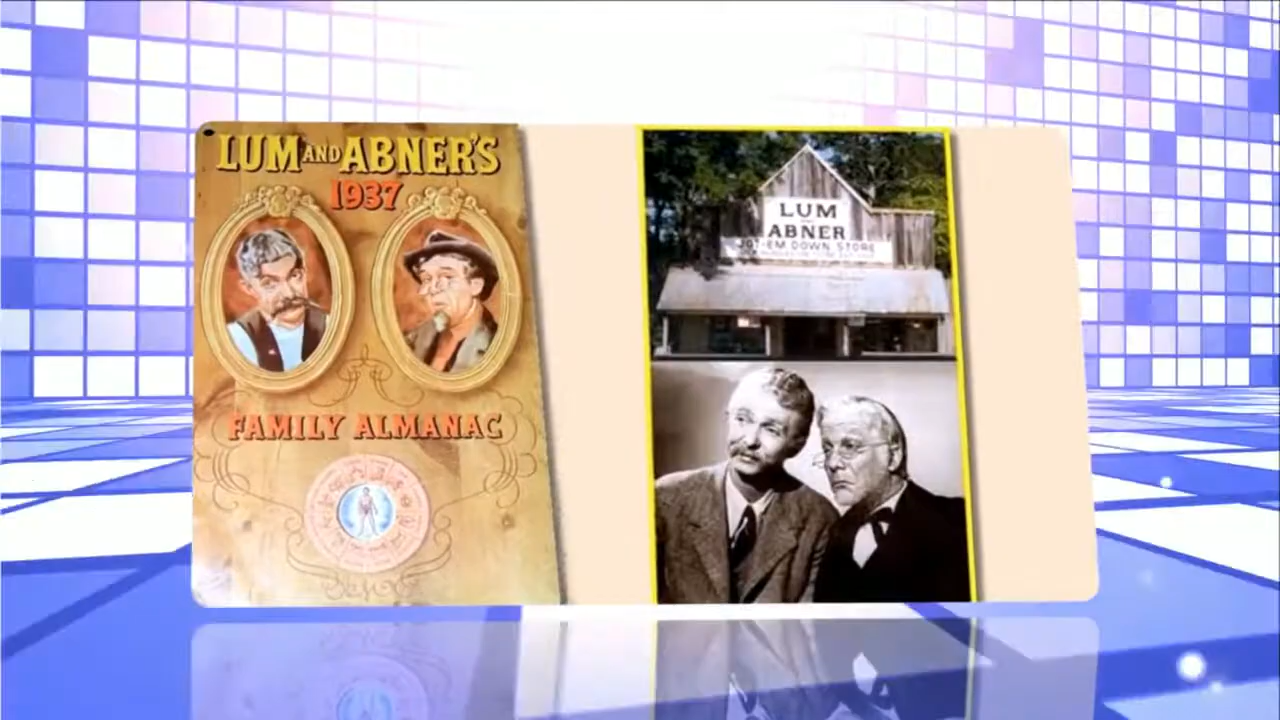 LUM AND ABNER'S
1937
FAMILY ALMANAC
LUM
AND
ABNER
JOT-EM DOWN STORE